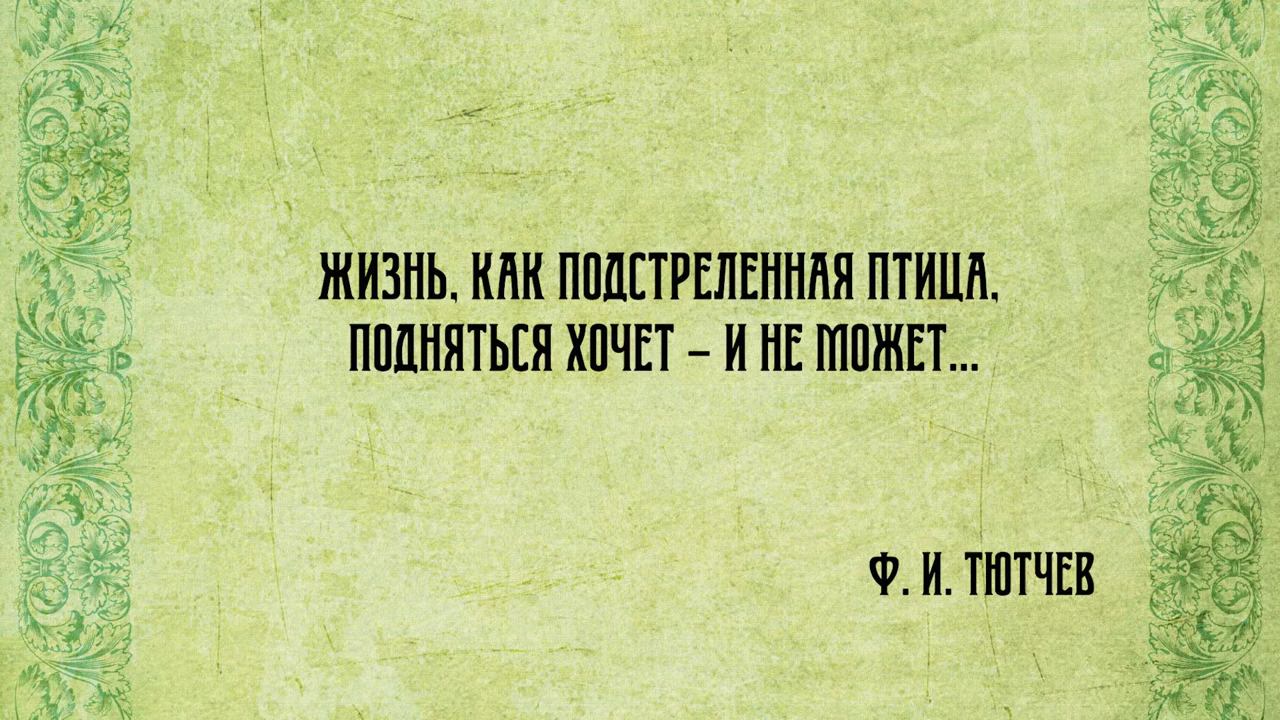 ЖИЗНЬ, КАК ПОДСТРЕЛЕННАЯ ПТИЦА,
ПОДНЯТЬСЯ ХОЧЕТ – И НЕ МОЖЕТ...
Ф. И. ТЮТЧЕВ